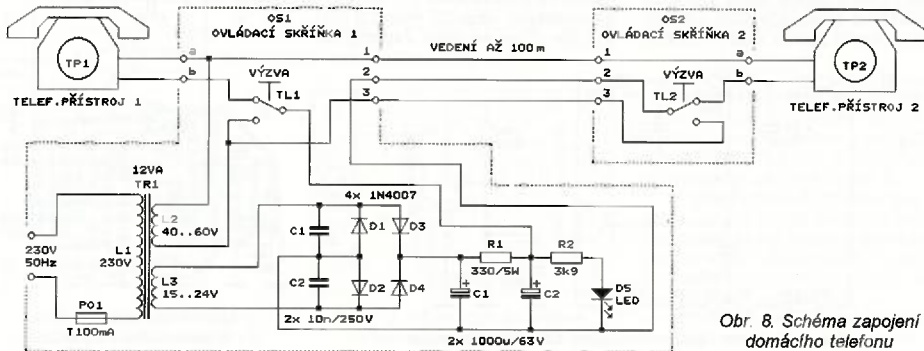 OS1
OVLÁDACÍ SKŘÍŇKA 1
OS2
OVLÁDACÍ SKŘÍŇKA 2
TP1
a
b
1
VEDENÍ AŽ 100m
1
a
b
TP2
VÝZVA
2
2
VÝZVA
TL1
3
3
TL2
TELEF.PŘÍSTROJ 1
TELEF.PŘÍSTROJ 2
12VA
TR1
4x 1N4007
L2
40..60V
C1
D1
D3
R1
R2
230V
50Hz
L1
230V
330/5W
3k9
L3
15..24V
C2
D2
D4
+
C1
+
C2
D5
LED
PO1
T100mA
2x 10n/250V
2x 1000u/63V
Obr. 8. Schéma zapojení
domácího telefonu